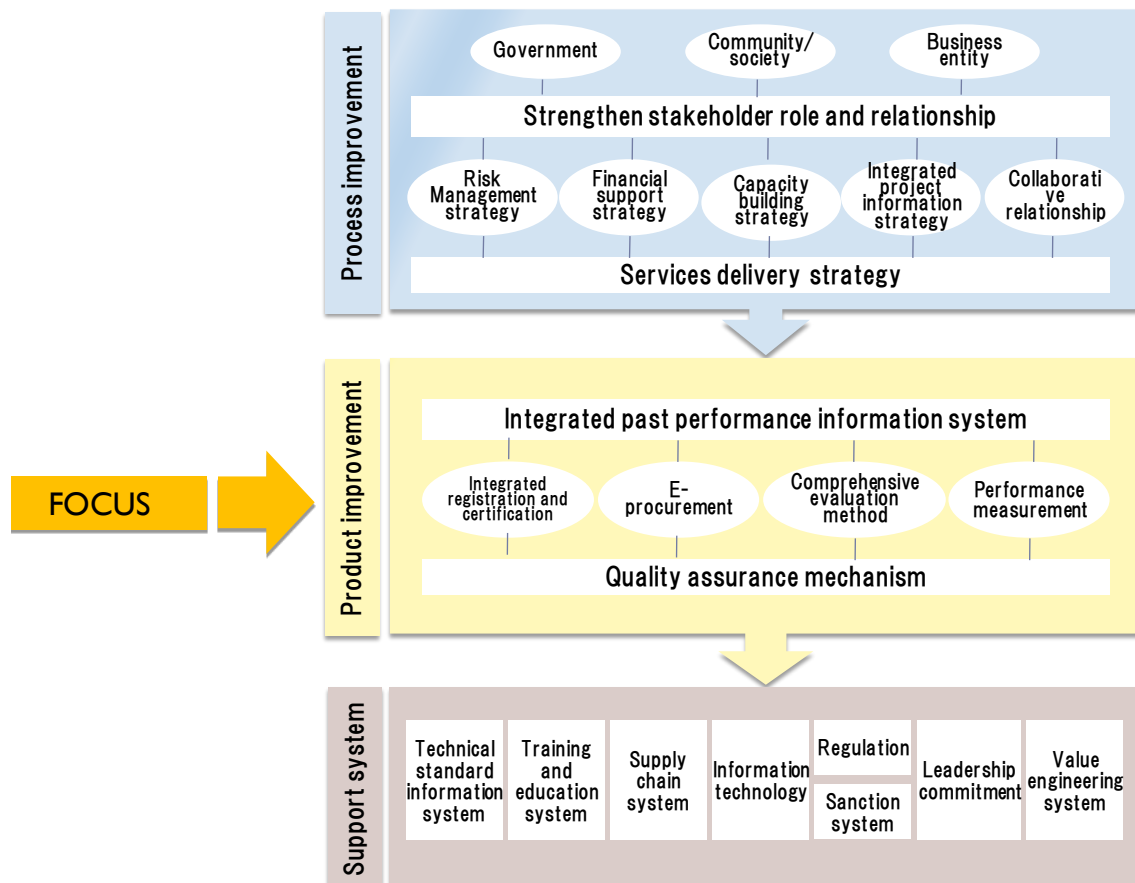 Process improvement
Government
Community/
society
Business
entity
Strengthen stakeholder role and relationship
Risk
Management
strategy
Financial
support
strategy
Capacity
building
strategy
Integrated
project
information
strategy
Collaborati
ve
relationship
Services delivery strategy
FOCUS
Product improvement
Integrated past performance information system
Integrated
registration and
certification
E-
procurement
Comprehensive
evaluation
method
Performance
measurement
Quality assurance mechanism
Support system
Technical
standard
information
system
Training
and
education
system
Supply
chain
system
Information
technology
Regulation
Sanction
system
Leadership
commitment
Value
engineering
system